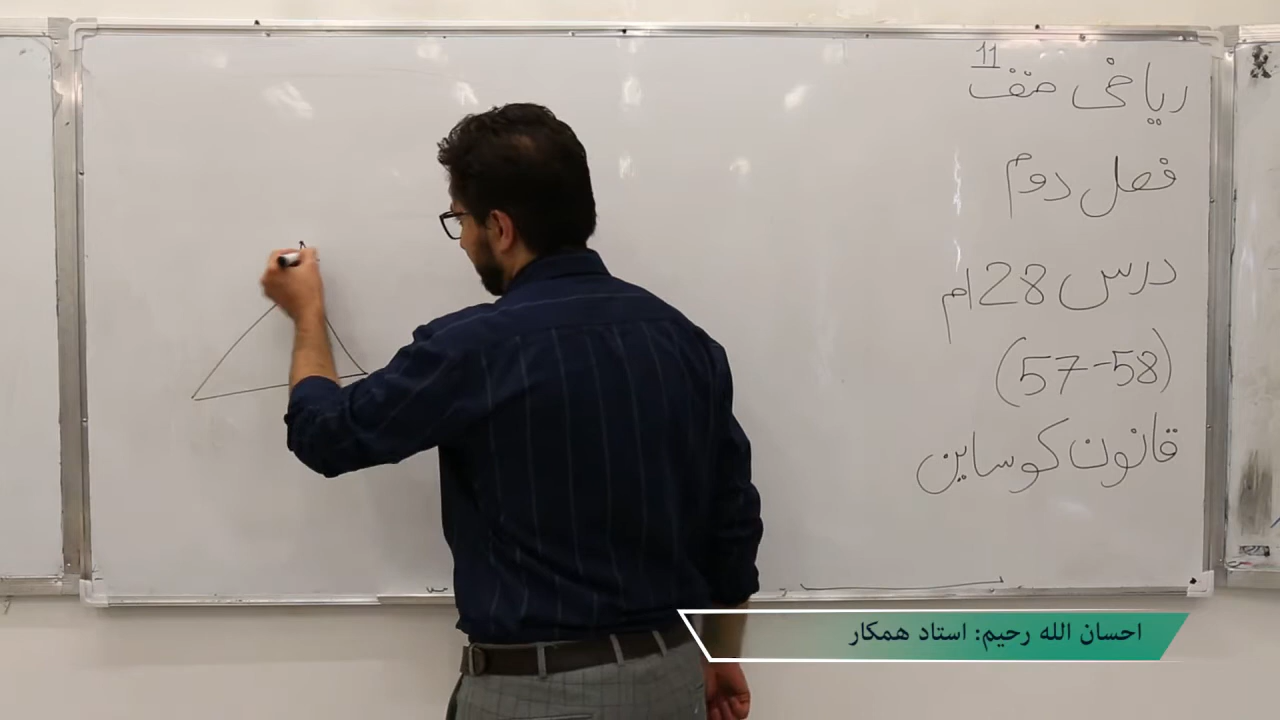 ریاضی صنف 11
فصل دوم
درس 28ام
(57-58)
قانون کوساین
احسان الله رحیم: استاد همکار